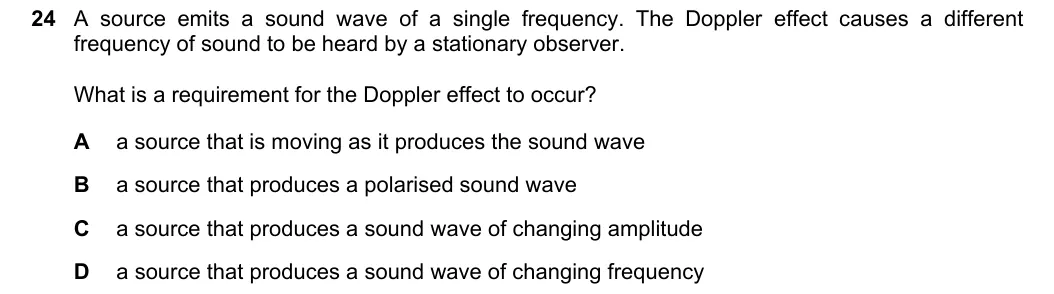 24 A source emits a sound wave of a single frequency. The Doppler effect causes a different
frequency of sound to be heard by a stationary observer.
What is a requirement for the Doppler effect to occur?
A a source that is moving as it produces the sound wave
B a source that produces a polarised sound wave
C a source that produces a sound wave of changing amplitude
D a source that produces a sound wave of changing frequency